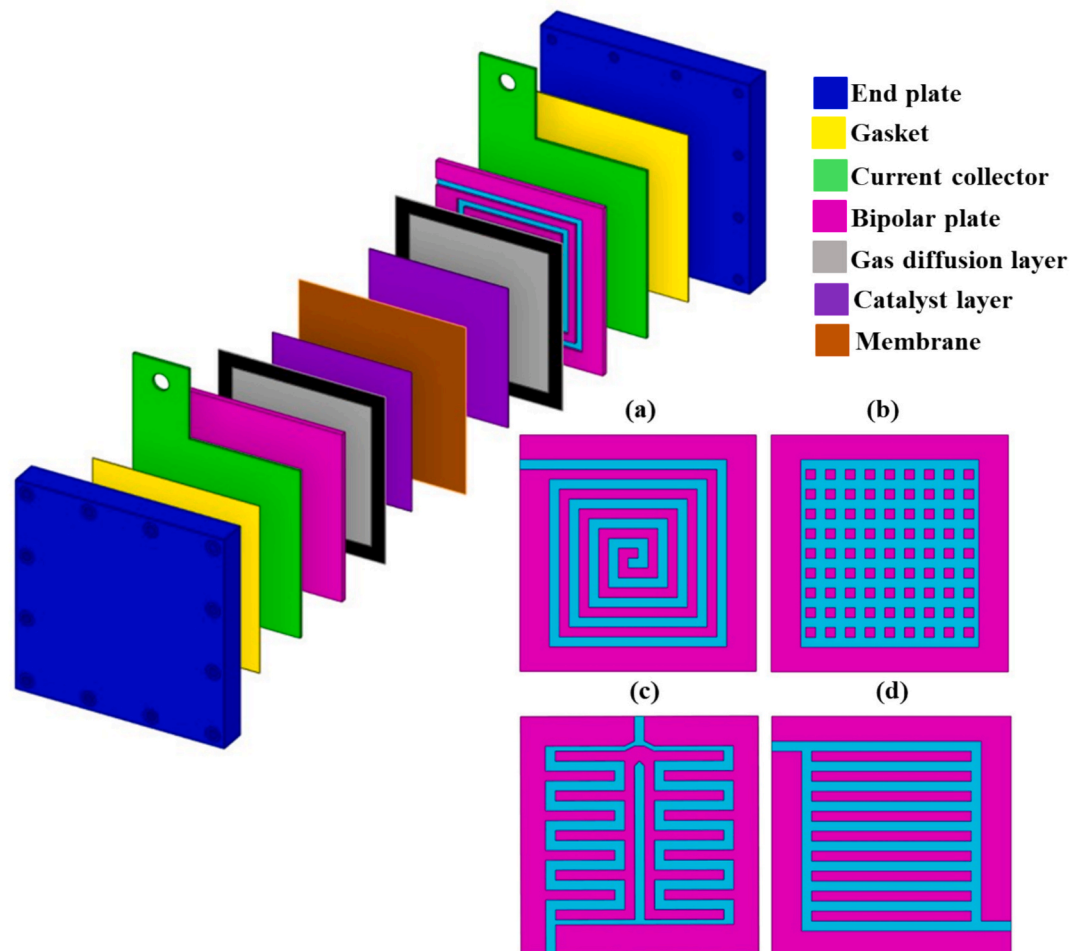 End plate
Gasket
Current collector
Bipolar plate
Gas diffusion layer
Catalyst layer
Membrane
(a)
(b)
(c)
(d)